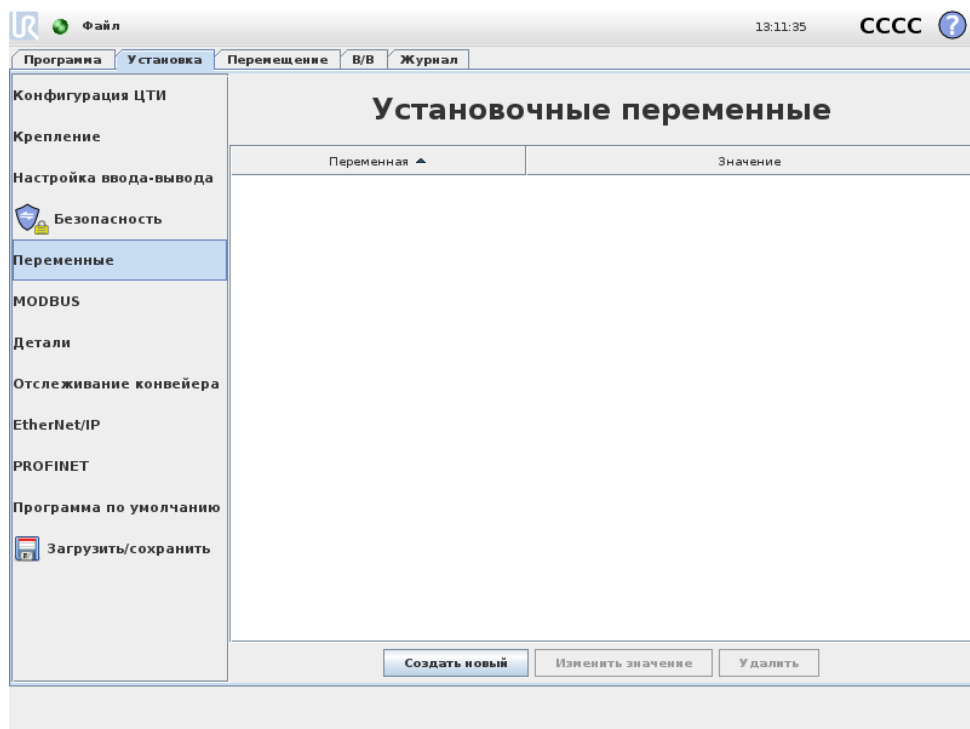 UR
Файл
13:11:35
CCCC
?
Программа Установка Перемещение В/В Журнал
Конфигурация ЦТИ
Крепление
Настройка ввода-вывода
Безопасность
Переменные
MODBUS
Детали
Отслеживание конвейера
EtherNet/IP
PROFINET
Программа по умолчанию
Загрузить/сохранить
Установочные переменные
Переменная Значение
Создать новый Изменить значение Удалить